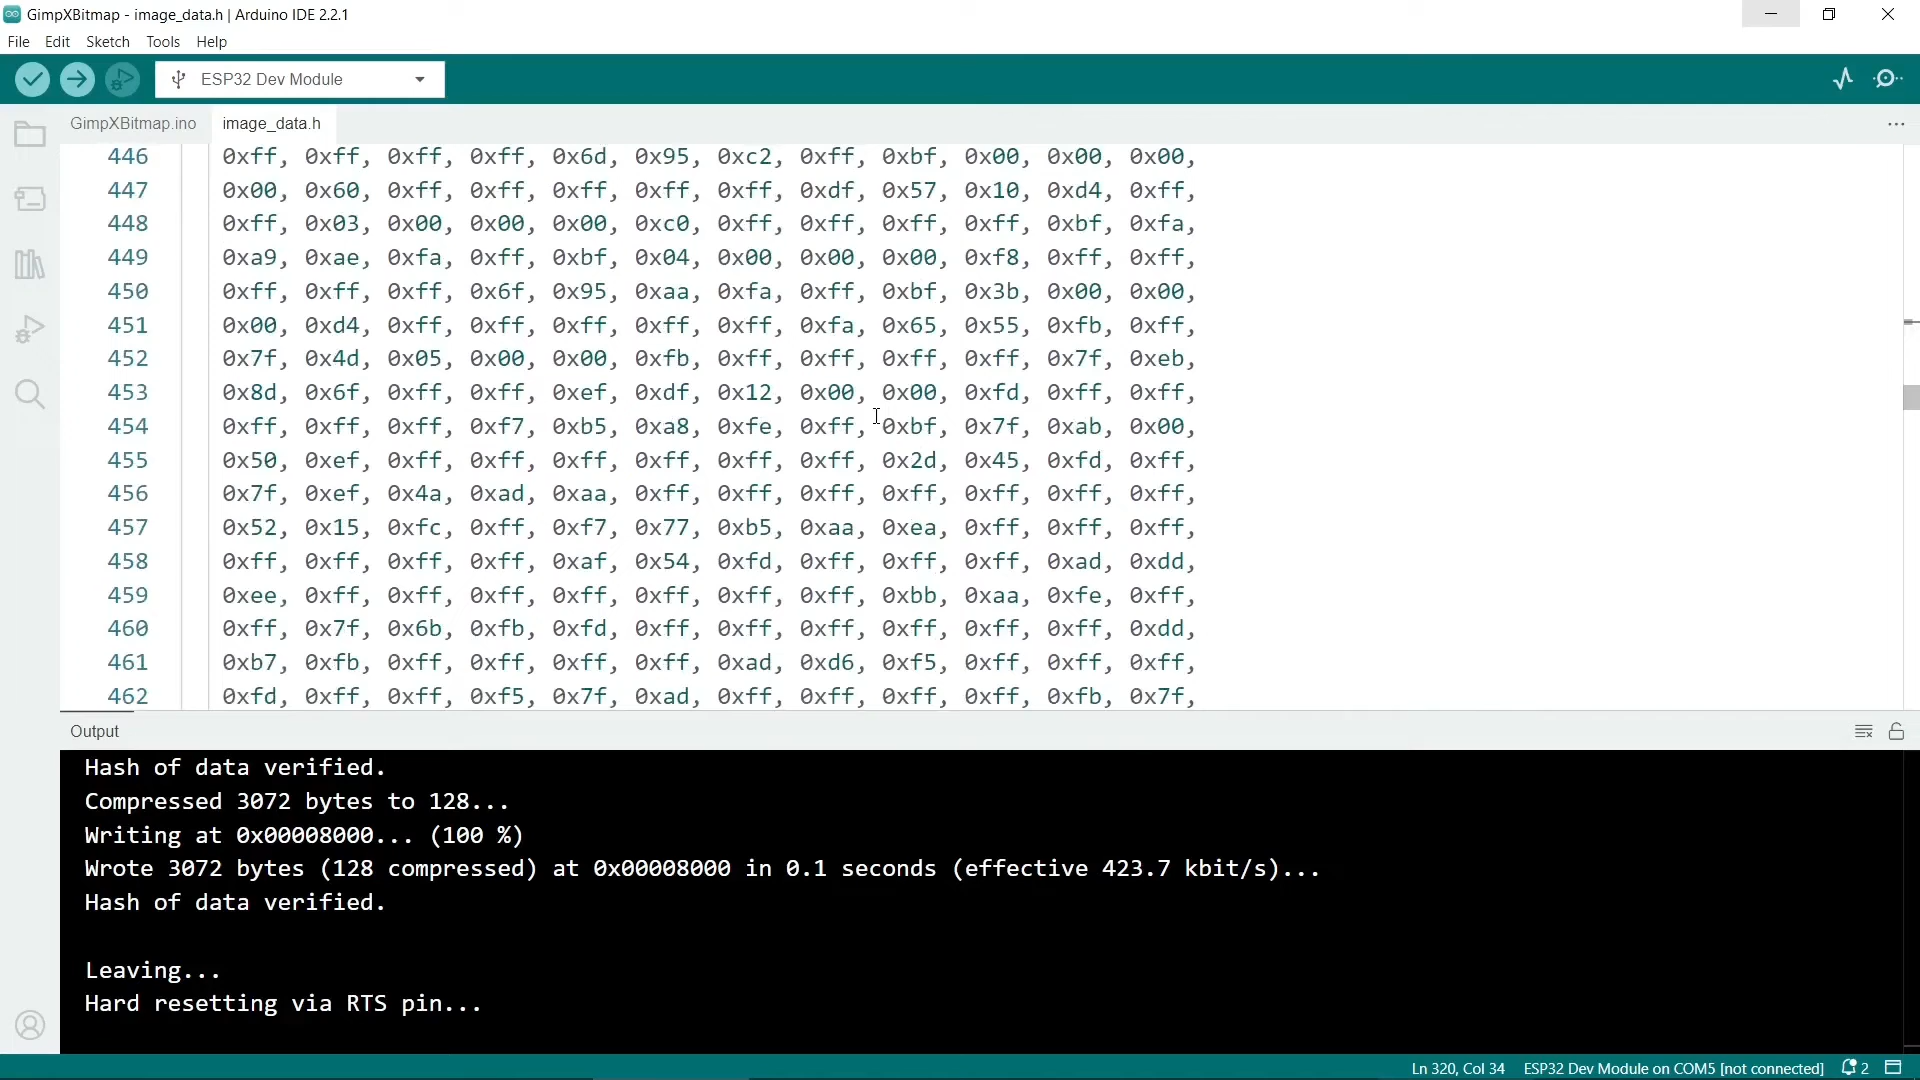 GimpXBitmap - image_data.h | Arduino IDE 2.2.1
File Edit Sketch Tools Help
ESP32 Dev Module
GimpXBitmap.ino image_data.h
446 0xff, 0xff, 0xff, 0xff, 0x6d, 0x95, 0xc2, 0xff, 0xbf, 0x00, 0x00, 0x00,
447 0x00, 0x60, 0xff, 0xff, 0xff, 0xff, 0xff, 0xdf, 0x57, 0x10, 0xd4, 0xff,
448 0xff, 0x03, 0x00, 0x00, 0x00, 0xc0, 0xff, 0xff, 0xff, 0xff, 0xbf, 0xfa,
449 0xa9, 0xae, 0xfa, 0xff, 0xbf, 0x04, 0x00, 0x00, 0x00, 0xf8, 0xff, 0xff,
450 0xff, 0xff, 0xff, 0x6f, 0x95, 0xaa, 0xfa, 0xff, 0xbf, 0x3b, 0x00, 0x00,
451 0x00, 0xd4, 0xff, 0xff, 0xff, 0xff, 0xff, 0xfa, 0x65, 0x55, 0xfb, 0xff,
452 0x7f, 0x4d, 0x05, 0x00, 0x00, 0xfb, 0xff, 0xff, 0xff, 0xff, 0x7f, 0xeb,
453 0x8d, 0x6f, 0xff, 0xff, 0xef, 0xdf, 0x12, 0x00, 0x00, 0xfd, 0xff, 0xff,
454 0xff, 0xff, 0xff, 0xf7, 0xb5, 0xa8, 0xfe, 0xff, 0xbf, 0x7f, 0xab, 0x00,
455 0x50, 0xef, 0xff, 0xff, 0xff, 0xff, 0xff, 0xff, 0x2d, 0x45, 0xfd, 0xff,
456 0x7f, 0xef, 0x4a, 0xad, 0xaa, 0xff, 0xff, 0xff, 0xff, 0xff, 0xff, 0xff,
457 0x52, 0x15, 0xfc, 0xff, 0xf7, 0x77, 0xb5, 0xaa, 0xea, 0xff, 0xff, 0xff,
458 0xff, 0xff, 0xff, 0xff, 0xaf, 0x54, 0xfd, 0xff, 0xff, 0xff, 0xad, 0xdd,
459 0xee, 0xff, 0xff, 0xff, 0xff, 0xff, 0xff, 0xff, 0xbb, 0xaa, 0xfe, 0xff,
460 0xff, 0x7f, 0x6b, 0xfb, 0xfd, 0xff, 0xff, 0xff, 0xff, 0xff, 0xff, 0xdd,
461 0xb7, 0xfb, 0xff, 0xff, 0xff, 0xff, 0xad, 0xd6, 0xf5, 0xff, 0xff, 0xff,
462 0xfd, 0xff, 0xff, 0xf5, 0x7f, 0xad, 0xff, 0xff, 0xff, 0xff, 0xfb, 0x7f,
Output
Hash of data verified.
Compressed 3072 bytes to 128...
Writing at 0x00008000... (100 %)
Wrote 3072 bytes (128 compressed) at 0x00008000 in 0.1 seconds (effective 423.7 kbit/s)...
Hash of data verified.
Leaving...
Hard resetting via RTS pin...
Ln 320, Col 34 ESP32 Dev Module on COM5 [not connected] 2